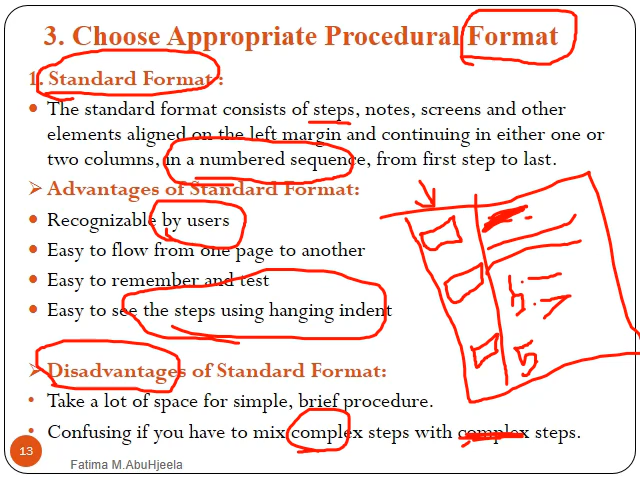 3. Choose Appropriate Procedural Format
1. Standard Format :
• The standard format consists of steps, notes, screens and other
elements aligned on the left margin and continuing in either one or
two columns, in a numbered sequence, from first step to last.
➢ Advantages of Standard Format:
• Recognizable by users
• Easy to flow from one page to another
• Easy to remember and test
• Easy to see the steps using hanging indent
➢ Disadvantages of Standard Format:
• Take a lot of space for simple, brief procedure.
• Confusing if you have to mix complex steps with complex steps.
13
Fatima M.AbuHjeela